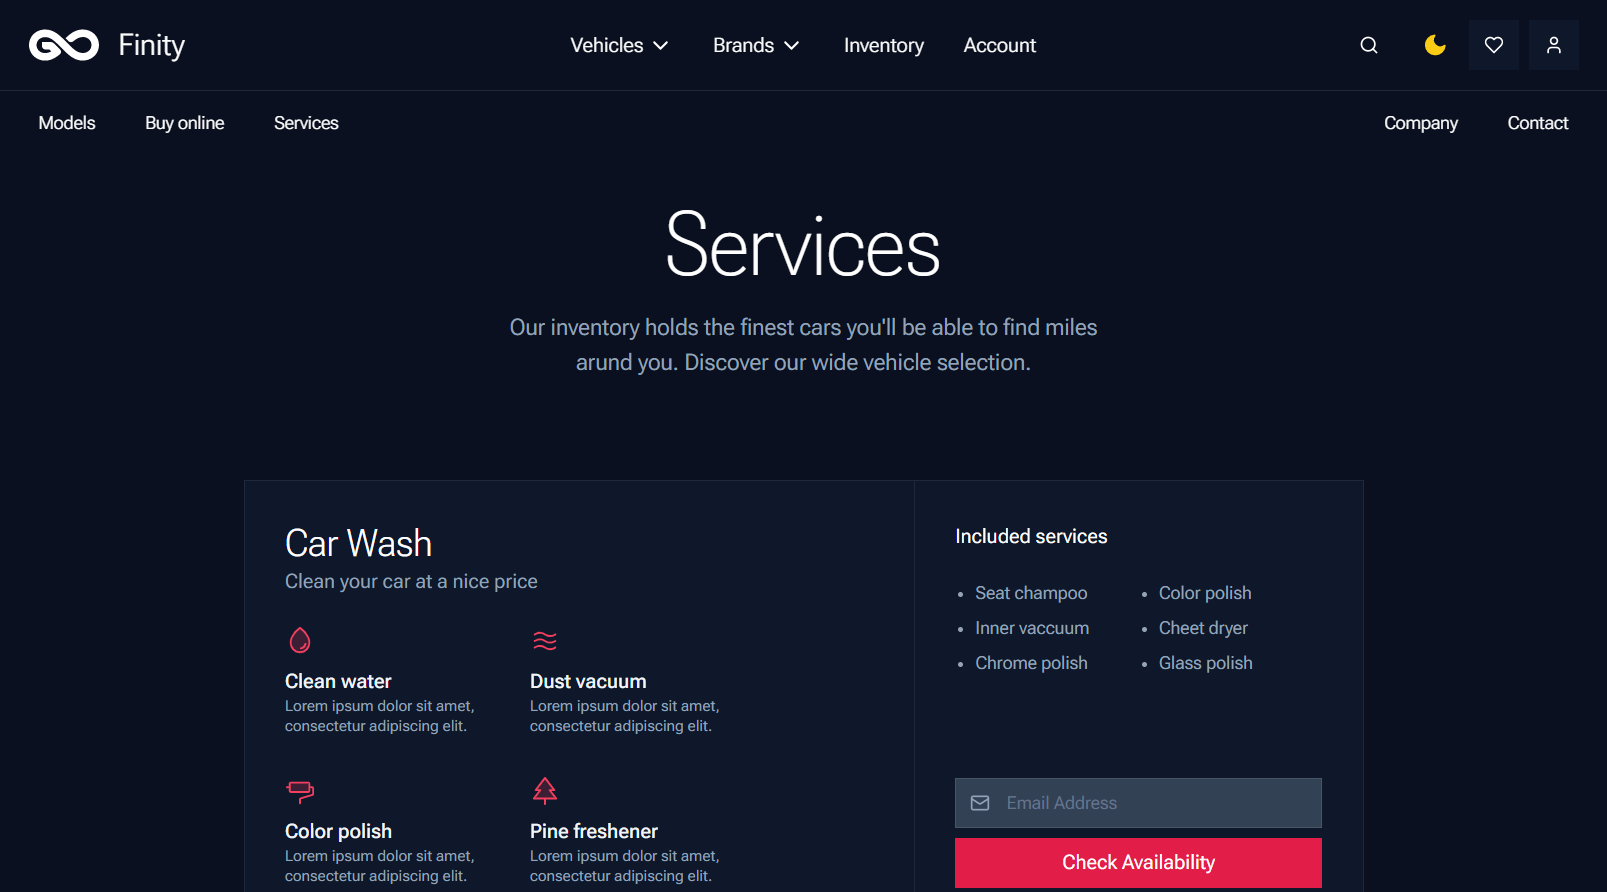 GO Finity
Vehicles
Brands
Inventory
Account
Models
Buy online
Services
Company
Contact
Services
Our inventory holds the finest cars you'll be able to find miles
arund you. Discover our wide vehicle selection.
Car Wash
Clean your car at a nice price
Clean water
Lorem ipsum dolor sit amet,
consectetur adipiscing elit.
Dust vacuum
Lorem ipsum dolor sit amet,
consectetur adipiscing elit.
Color polish
Lorem ipsum dolor sit amet,
consectetur adipiscing elit.
Pine freshener
Lorem ipsum dolor sit amet,
consectetur adipiscing elit.
Included services
• Seat champoo
• Inner vaccuum
• Chrome polish
• Color polish
• Cheet dryer
• Glass polish
Email Address
Check Availability